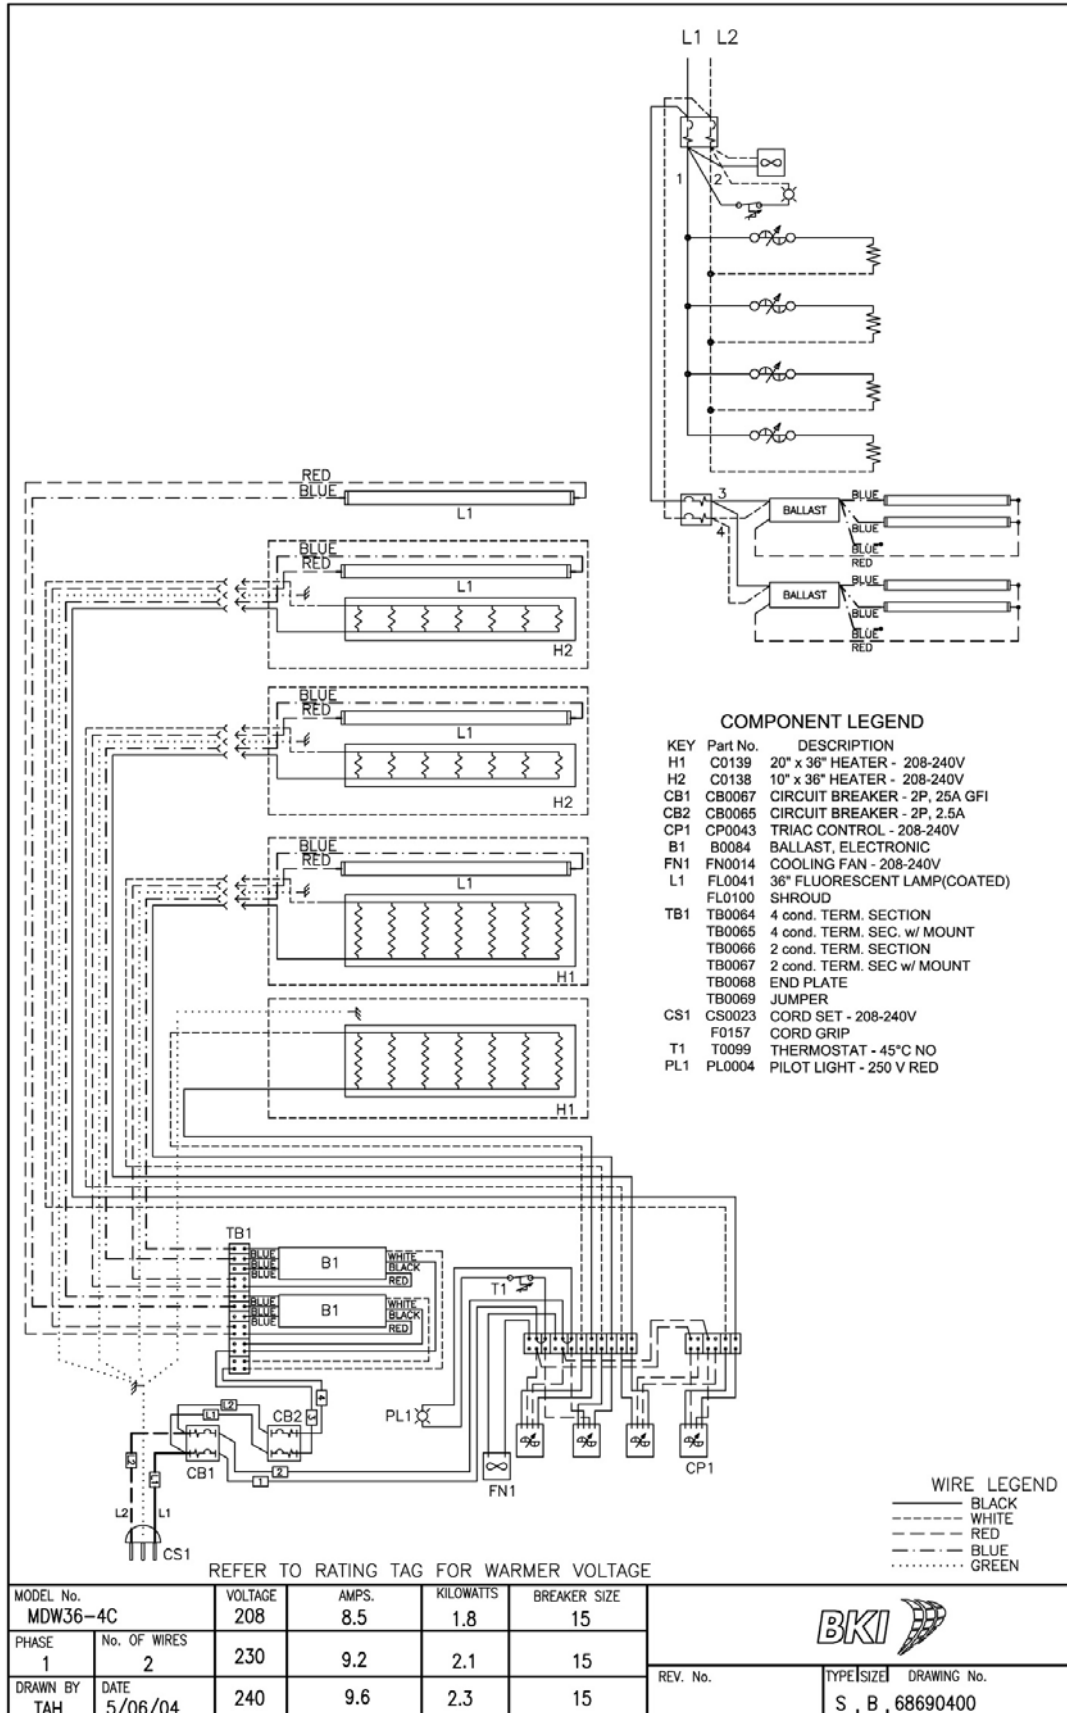 L1 L2
1 2
RED
BLUE
L1
3
4
BALLAST
BLUE
BLUE
BLUE
RED
BALLAST
BLUE
BLUE
BLUE
RED
BLUE
RED
L1
H2
BLUE
RED
L1
H2
BLUE
RED
L1
H1
H1
COMPONENT LEGEND
KEY Part No. DESCRIPTION
H1 C0139 20" x 36" HEATER - 208-240V
H2 C0138 10" x 36" HEATER - 208-240V
CB1 CB0067 CIRCUIT BREAKER - 2P, 25A GFI
CB2 CB0065 CIRCUIT BREAKER - 2P, 2.5A
CP1 CP0043 TRIAC CONTROL - 208-240V
B1 B0084 BALLAST, ELECTRONIC
FN1 FN0014 COOLING FAN - 208-240V
L1 FL0041 36" FLUORESCENT LAMP(COATED)
FL0100 SHROUD
TB1 TB0064 4 cond. TERM. SECTION
TB0065 4 cond. TERM. SEC. w/ MOUNT
TB0066 2 cond. TERM. SECTION
TB0067 2 cond. TERM. SEC w/ MOUNT
TB0068 END PLATE
TB0069 JUMPER
CS1 CS0023 CORD SET - 208-240V
F0157 CORD GRIP
T1 T0099 THERMOSTAT - 45°C NO
PL1 PL0004 PILOT LIGHT - 250 V RED
TB1
BLUE
BLUE
BLUE
B1
WHITE
BLACK
RED
BLUE
BLUE
BLUE
B1
WHITE
BLACK
RED
T1
4
3
L2
L1
CB2
CB1
2
1
PL1
FN1
CP1
L2
L1
L2 L1
CS1
WIRE LEGEND
BLACK
WHITE
RED
BLUE
GREEN
REFER TO RATING TAG FOR WARMER VOLTAGE
MODEL No. VOLTAGE AMPS. KILOWATTS BREAKER SIZE
MDW36-4C 208 8.5 1.8 15
PHASE No. OF WIRES
1 2 230 9.2 2.1 15
DRAWN BY DATE
TAH 5/06/04 240 9.6 2.3 15
BKI
REV. No. TYPE SIZE DRAWING No.
S , B , 68690400